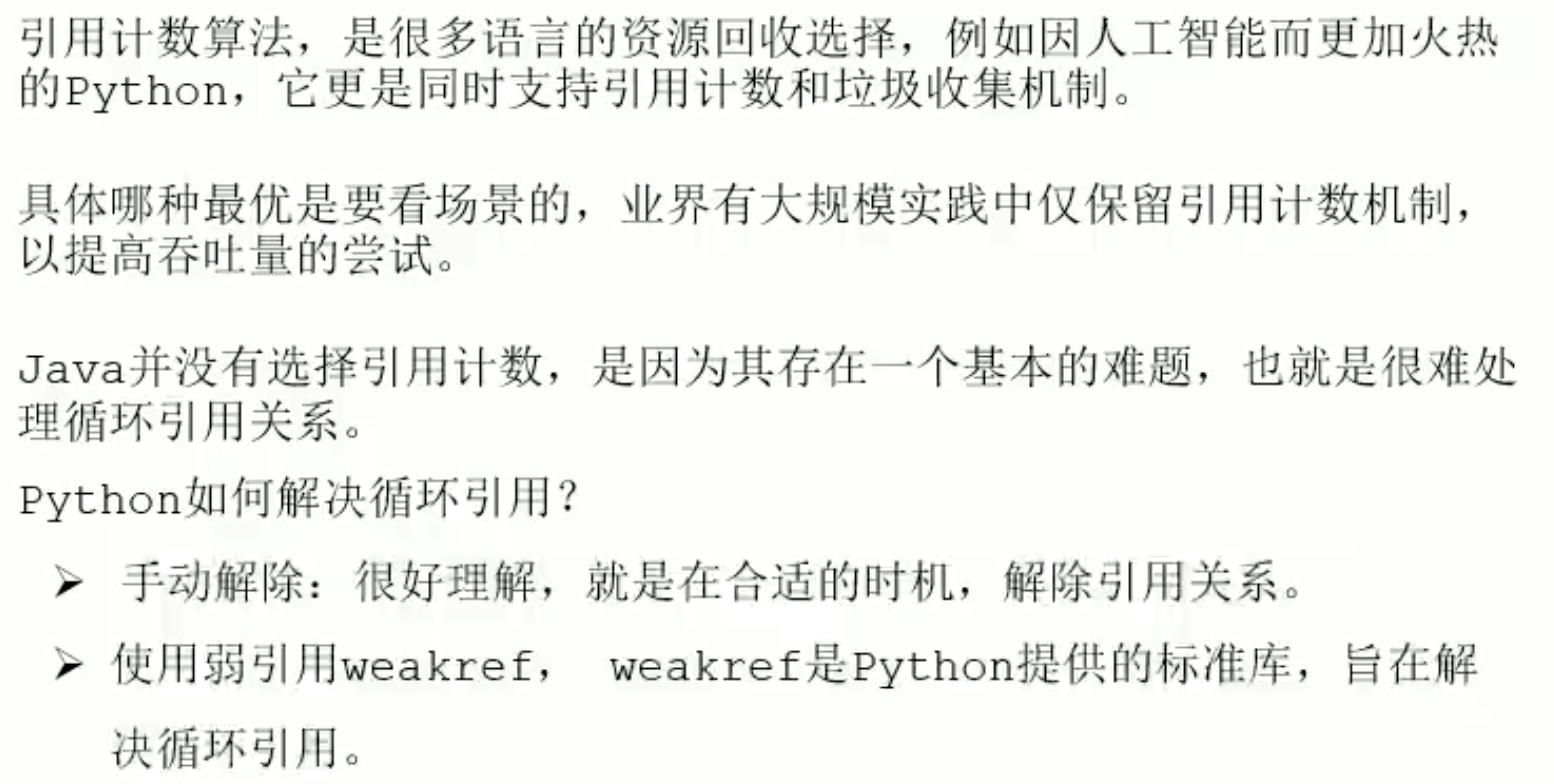 引用计数算法，是很多语言的资源回收选择，例如因人工智能而更加火热
的Python，它更是同时支持引用计数和垃圾收集机制。
具体哪种最优是要看场景的，业界有大规模实践中仅保留引用计数机制，
以提高吞吐量的尝试。
Java并没有选择引用计数，是因为其存在一个基本的难题，也就是很难处
理循环引用关系。
Python如何解决循环引用？
➢ 手动解除：很好理解，就是在合适的时机，解除引用关系。
➢ 使用弱引用weakref， weakref是Python提供的标准库，旨在解
决循环引用。